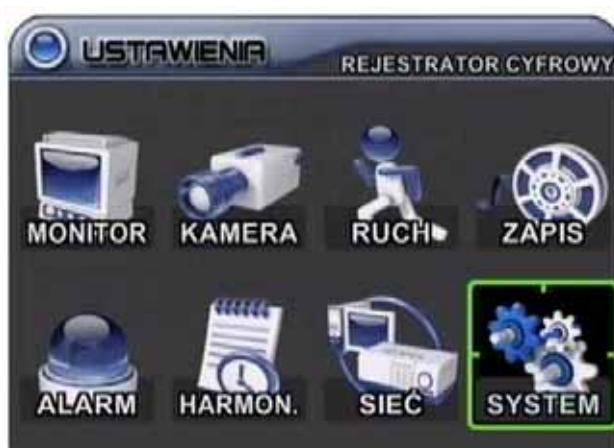 USTAWIENIA
REJESTRATOR CYFROWY
MONITOR KAMERA RUCH ZAPIS
ALARM HARMON. SIEĆ SYSTEM